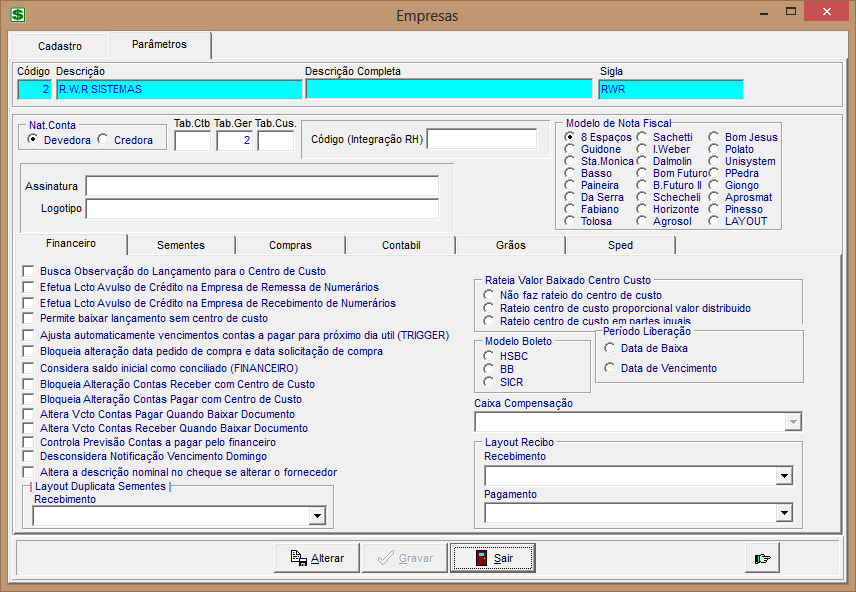 Empresas
Cadastro
Parâmetros
Código Descrição Descrição Completa Sigla
2 R.W.R SISTEMAS RWR
Nat.Conta
Devedora Credora
Tab.Ctb Tab.Ger Tab.Cus.
2
Código (Integração RH)
Modelo de Nota Fiscal
8 Espaços Sachetti Bom Jesus
Guidone I.Weber Polato
Sta.Monica Dalmolin Unisystem
Basso Bom Futuro PPedra
Paineira B.Futuro II Giongo
Da Serra Schecheli Aprosmat
Fabiano Horizonte Pinesso
Tolosa Agrosol LAYOUT
Assinatura
Logotipo
Financeiro Sementes Compras Contabil Grãos Sped
Busca Observação do Lançamento para o Centro de Custo
Efetua Lcto Avulso de Crédito na Empresa de Remessa de Numerários
Efetua Lcto Avulso de Crédito na Empresa de Recebimento de Numerários
Permite baixar lançamento sem centro de custo
Ajusta automaticamente vencimentos contas a pagar para próximo dia util (TRIGGER)
Bloqueia alteração data pedido de compra e data solicitação de compra
Considera saldo inicial como conciliado (FINANCEIRO)
Bloqueia Alteração Contas Receber com Centro de Custo
Bloqueia Alteração Contas Pagar com Centro de Custo
Altera Vcto Contas Pagar Quando Baixar Documento
Altera Vcto Contas Receber Quando Baixar Documento
Controla Previsão Contas a pagar pelo financeiro
Desconsidera Notificação Vencimento Domingo
Altera a descrição nominal no cheque se alterar o fornecedor
| Layout Duplicata Sementes |
Recebimento
Rateia Valor Baixado Centro Custo
Não faz rateio do centro de custo
Rateio centro de custo proporcional valor distribuido
Rateio centro de custo em partes iguais
Modelo Boleto
HSBC
BB
SICR
Período Liberação
Data de Baixa
Data de Vencimento
Caixa Compensação
Layout Recibo
Recebimento
Pagamento
Alterar Gravar Sair